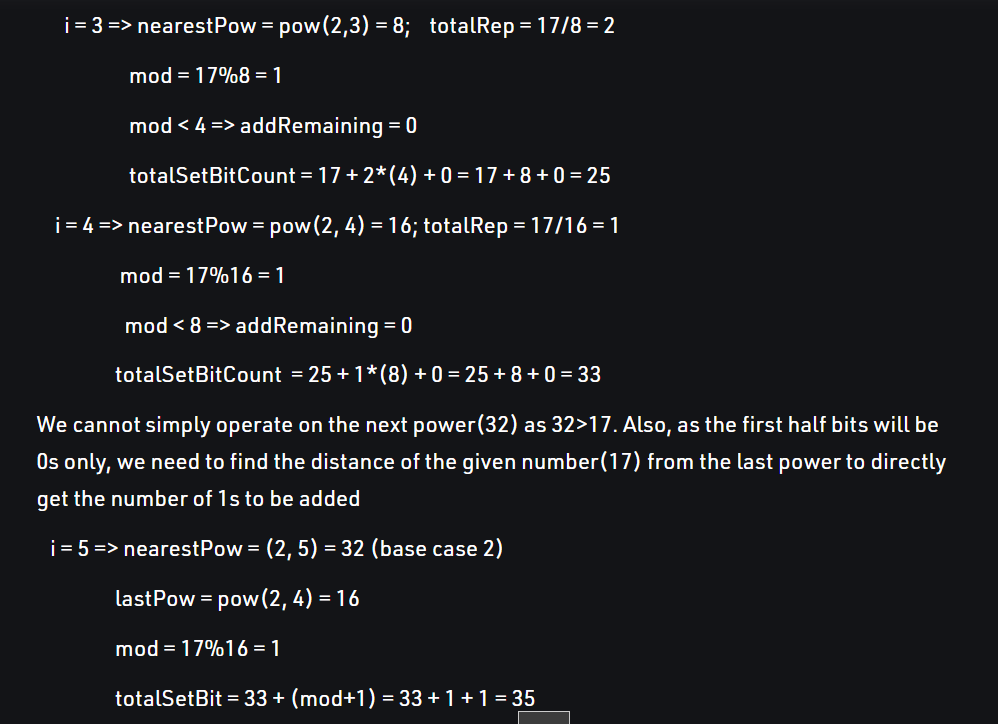 i = 3 => nearestPow = pow(2,3) = 8; totalRep = 17/8 = 2
mod = 17%8 = 1
mod < 4 => addRemaining = 0
totalSetBitCount = 17 + 2*(4) + 0 = 17 + 8 + 0 = 25
i = 4 => nearestPow = pow(2, 4) = 16; totalRep = 17/16 = 1
mod = 17%16 = 1
mod < 8 => addRemaining = 0
totalSetBitCount = 25 + 1*(8) + 0 = 25 + 8 + 0 = 33
We cannot simply operate on the next power(32) as 32>17. Also, as the first half bits will be
0s only, we need to find the distance of the given number(17) from the last power to directly
get the number of 1s to be added
i = 5 => nearestPow = (2, 5) = 32 (base case 2)
lastPow = pow(2, 4) = 16
mod = 17%16 = 1
totalSetBit = 33 + (mod+1) = 33 + 1 + 1 = 35